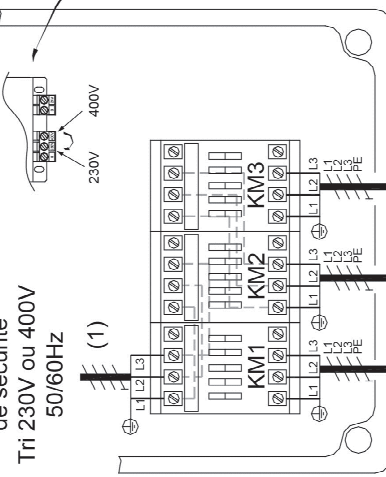 de sécurité
Tri 230V ou 400V
50/60Hz
(1)
230V
400V
0
0
L1 L2 L3
KM1
KM2
KM3
L1 L2 L3
L1 L2 L3
L1 L2 L3
L1
L2
L3
PE
L1
L2
L3
PE
L1
L2
L3
PE